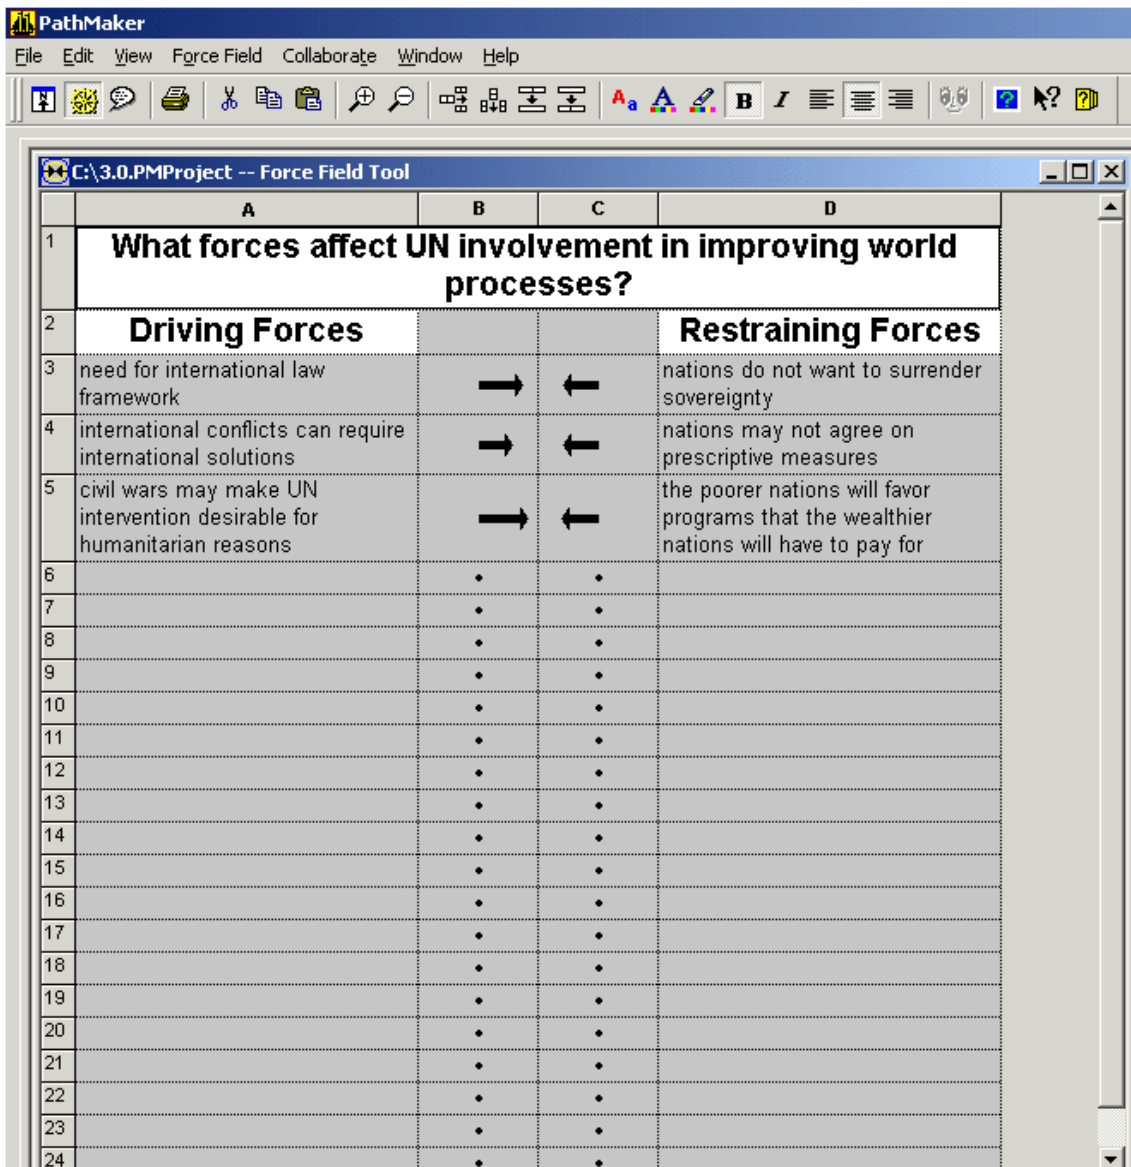 PathMaker
File Edit View Force Field Collaborate Window Help
A a A B I ? ? ?
C:\3.0.PMProject -- Force Field Tool
A B C D
1 What forces affect UN involvement in improving world
processes?
2 Driving Forces Restraining Forces
3 need for international law
framework
nations do not want to surrender
sovereignty
4 international conflicts can require
international solutions
nations may not agree on
prescriptive measures
5 civil wars may make UN
intervention desirable for
humanitarian reasons
the poorer nations will favor
programs that the wealthier
nations will have to pay for
6
7
8
9
10
11
12
13
14
15
16
17
18
19
20
21
22
23
24